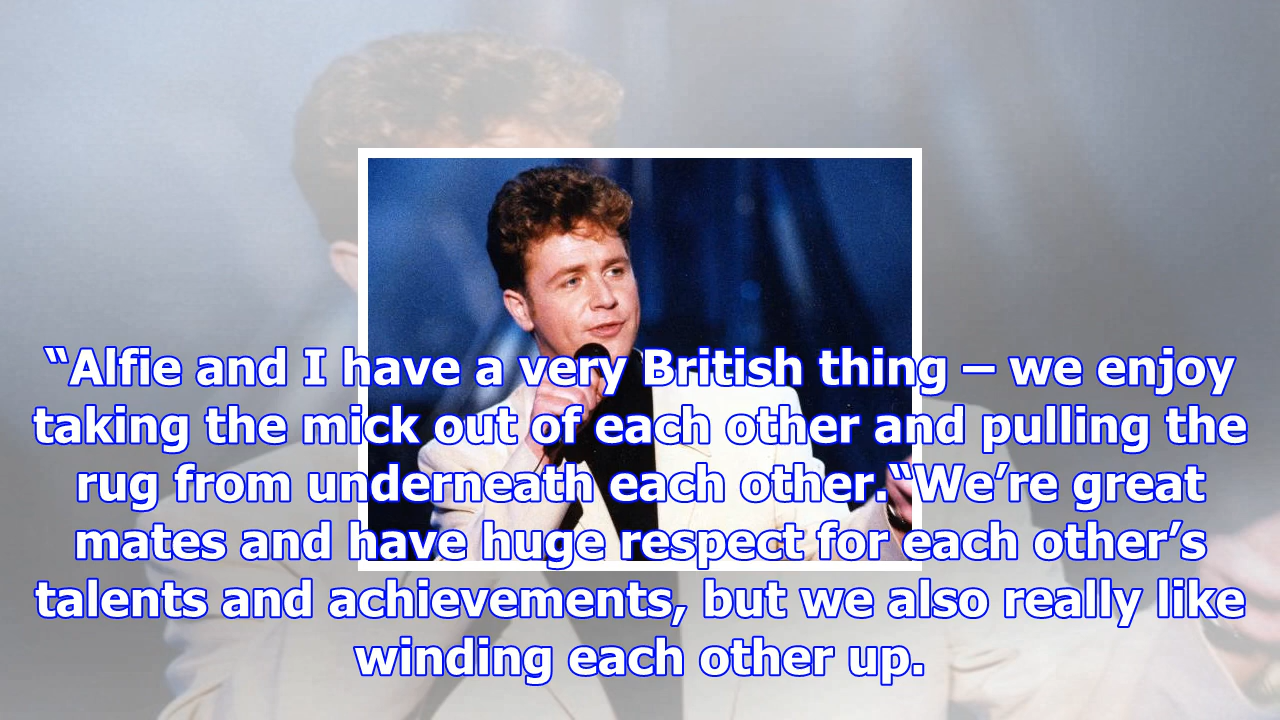 “Alfie and I have a very British thing – we enjoy
taking the mick out of each other and pulling the
rug from underneath each other.“We’re great
mates and have huge respect for each other’s
talents and achievements, but we also really like
winding each other up.